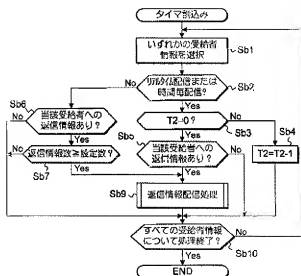 タイマ割込み
いずれかの受給者
情報を選択
Sb1
リアルタイム配信または
時間毎配信?
Sb2
No
Yes
Sb6
当該受給者への
返信情報あり?
No
Yes
T2=0?
Sb3
No
Yes
Sb4
T2=T2-1
Sb5
当該受給者への
返信情報あり?
No
Yes
返信情報数≧設定数?
No
Sb7
Yes
Sb9
返信情報配信処理
すべての受給者情報
について処理終了?
No
Sb10
Yes
END